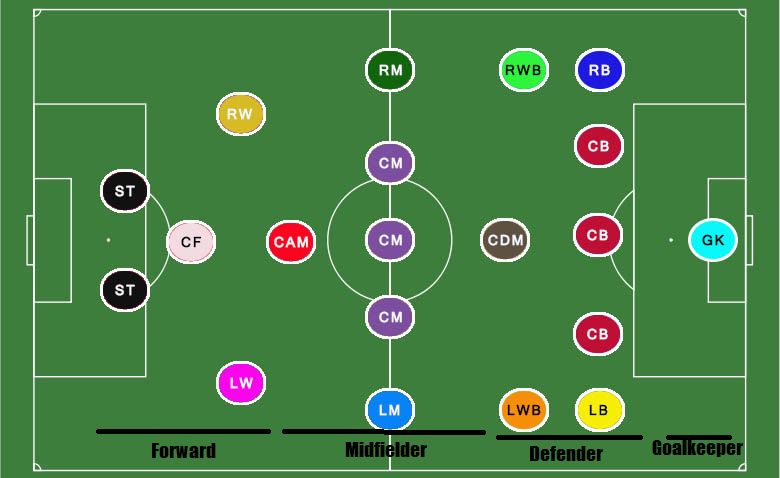 RM
RWB
RB
RW
CB
CM
ST
CF
CAM
CM
CDM
CB
GK
ST
CM
CB
LW
LM
LWB
LB
Forward
Midfielder
Defender
Goalkeeper